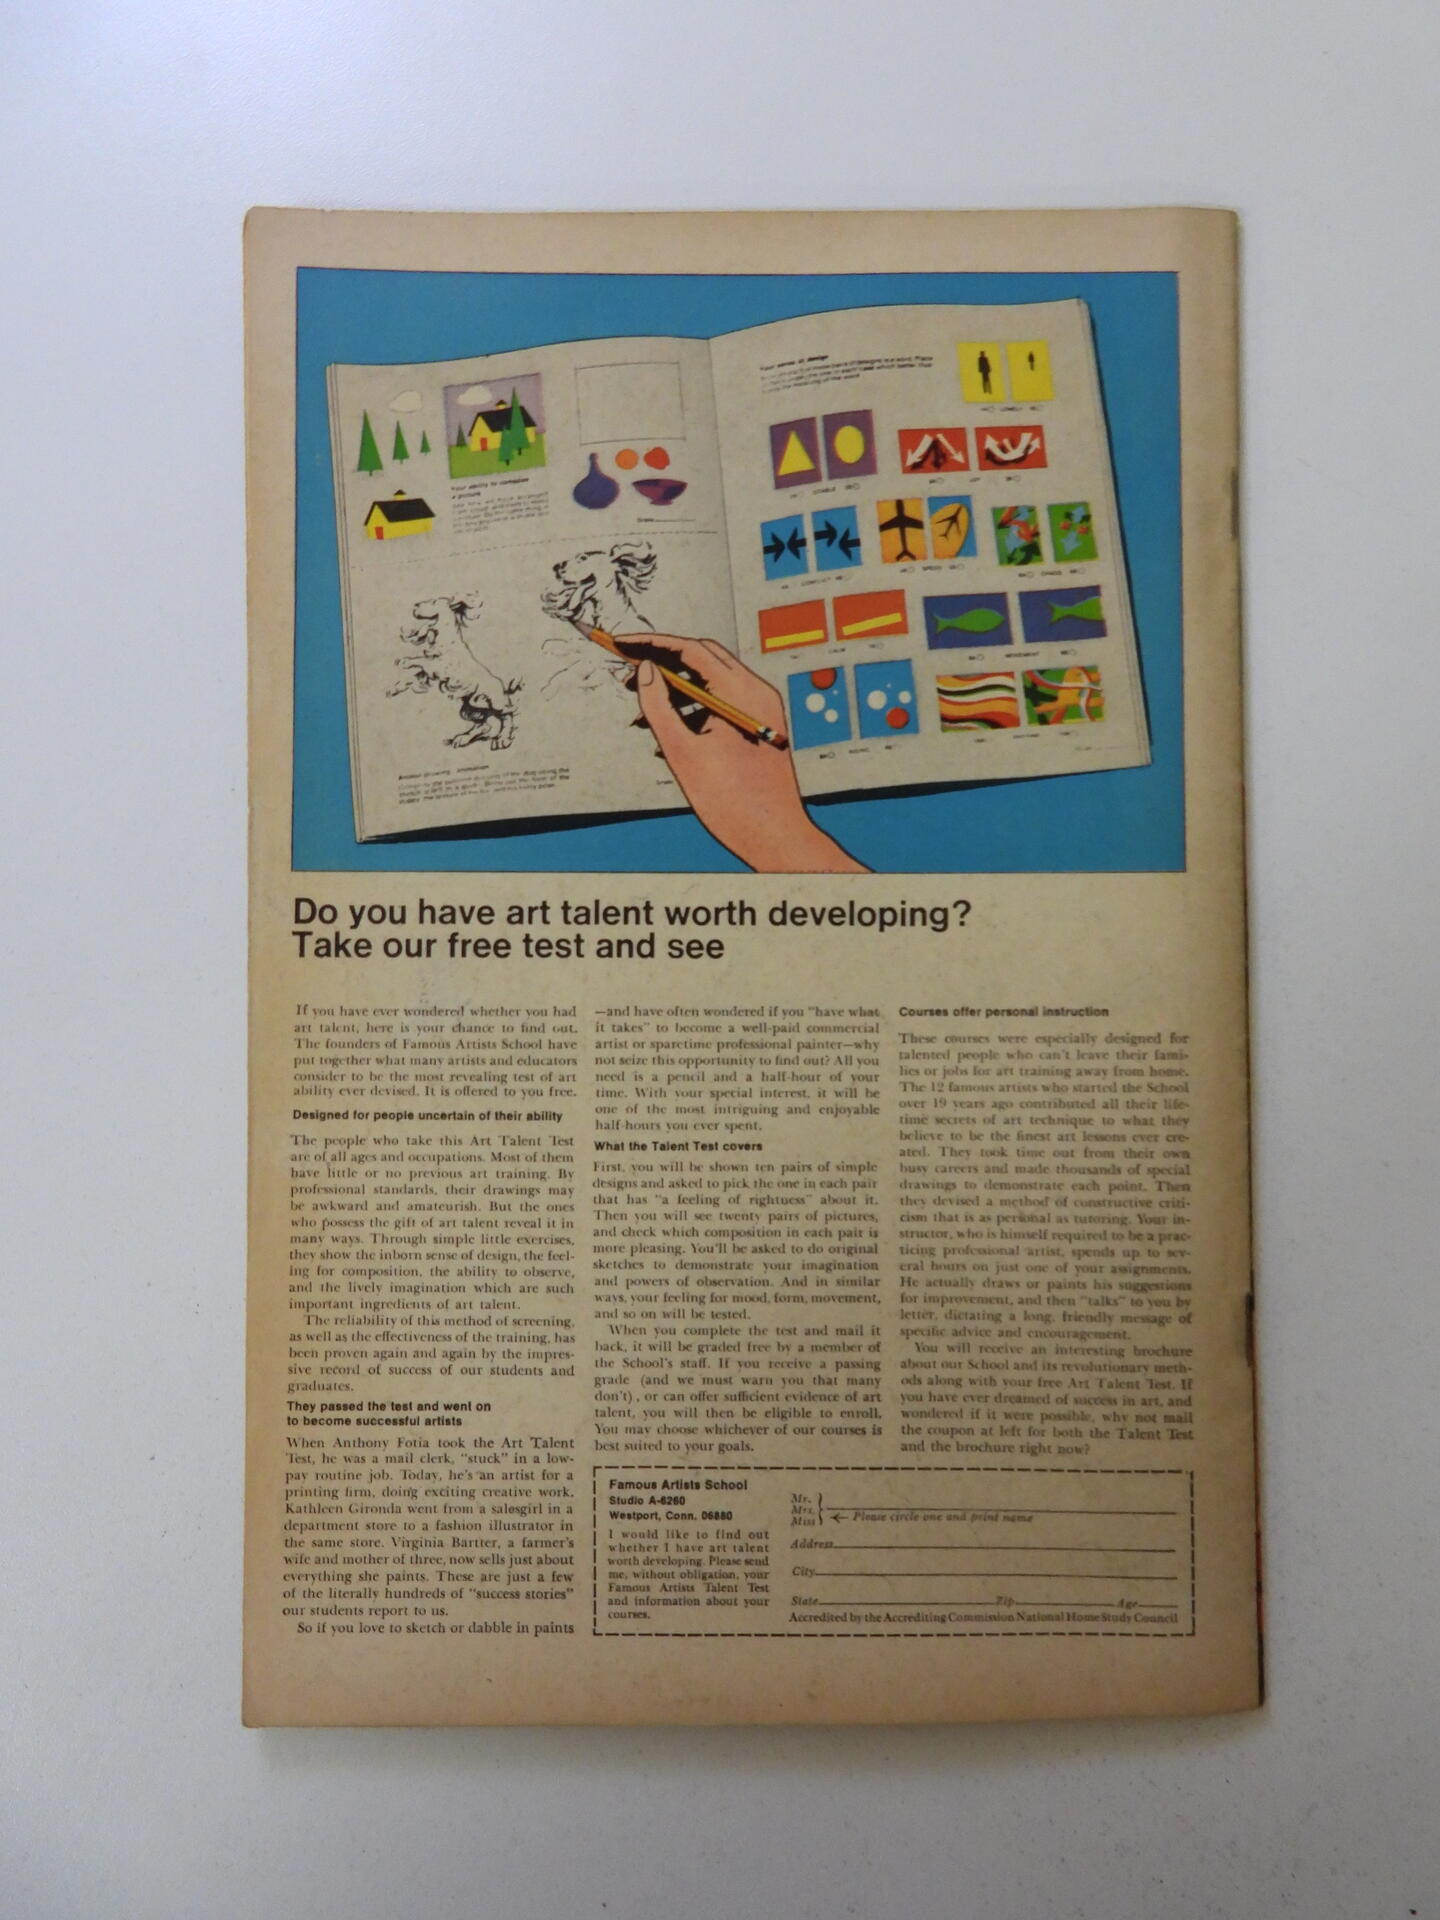 Your sense of design
LONELY
STABLE
JOY
CONFLICT
SPEED
CHAOS
CALM
MOVEMENT
Your ability to compose
a picture
Do you have art talent worth developing?
Take our free test and see
If you have ever wondered whether you had
art talent, here is your chance to find out.
The founders of Famous Artists School have
put together what many artists and educators
consider to be the most revealing test of art
ability ever devised. It is offered to you free.
Designed for people uncertain of their ability
The people who take this Art Talent Test
are of all ages and occupations. Most of them
have little or no previous art training. By
professional standards, their drawings may
be awkward and amateurish. But the ones
who possess the gift of art talent reveal it in
many ways. Through simple little exercises,
they show the inborn sense of design, the feel-
ing for composition, the ability to observe,
and the lively imagination which are such
important ingredients of art talent.
The reliability of this method of screening,
as well as the effectiveness of the training, has
been proven again and again by the impres-
sive record of success of our students and
graduates.
They passed the test and went on
to become successful artists
When Anthony Fotia took the Art Talent
Test, he was a mail clerk, "stuck" in a low-
pay routine job. Today, he's an artist for a
printing firm, doing exciting creative work.
Kathleen Gironda went from a salesgirl in a
department store to a fashion illustrator in
the same store. Virginia Bartter, a farmer's
wife and mother of three, now sells just about
everything she paints. These are just a few
of the literally hundreds of "success stories"
our students report to us.
So if you love to sketch or dabble in paints
—and have often wondered if you "have what
it takes" to become a well-paid commercial
artist or sparetime professional painter—why
not seize this opportunity to find out? All you
need is a pencil and a half-hour of your
time. With your special interest, it will be
one of the most intriguing and enjoyable
half-hours you ever spent.
What the Talent Test covers
First, you will be shown ten pairs of simple
designs and asked to pick the one in each pair
that has "a feeling of rightness" about it.
Then you will see twenty pairs of pictures,
and check which composition in each pair is
more pleasing. You'll be asked to do original
sketches to demonstrate your imagination
and powers of observation. And in similar
ways, your feeling for mood, form, movement,
and so on will be tested.
When you complete the test and mail it
back, it will be graded free by a member of
the School's staff. If you receive a passing
grade (and we must warn you that many
don't), or can offer sufficient evidence of art
talent, you will then be eligible to enroll.
You may choose whichever of our courses is
best suited to your goals.
Courses offer personal instruction
These courses were especially designed for
talented people who can't leave their fami-
lies or jobs for art training away from home.
The 12 famous artists who started the School
over 19 years ago contributed all their life-
time secrets of art technique to what they
believe to be the finest art lessons ever cre-
ated. They took time out from their own
busy careers and made thousands of special
drawings to demonstrate each point. Then
they devised a method of constructive criti-
cism that is as personal as tutoring. Your in-
structor, who is himself required to be a prac-
ticing professional artist, spends up to sev-
eral hours on just one of your assignments.
He actually draws or paints his suggestions
for improvement, and then "talks" to you by
letter, dictating a long, friendly message of
specific advice and encouragement.
You will receive an interesting brochure
about our School and its revolutionary meth-
ods along with your free Art Talent Test. If
you have ever dreamed of success in art, and
wondered if it were possible, why not mail
the coupon at left for both the Talent Test
and the brochure right now?
Famous Artists School
Studio A-6260
Westport, Conn. 06880
I would like to find out
whether I have art talent
worth developing. Please send
me, without obligation, your
Famous Artists Talent Test
and information about your
courses.
Mr.
Mrs.
Miss
Please circle one and print name
Address
City
State Zip Age
Accredited by the Accrediting Commission National Home Study Council